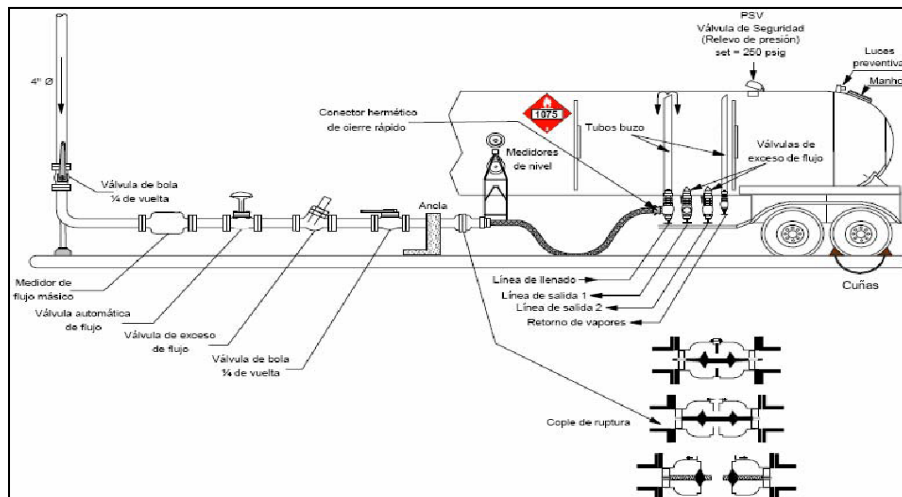 PSV
Válvula de Seguridad
(Relevo de presión)
set = 250 psig
Luces
preventiva
Manho
4" Ø
Conector hermético
de cierre rápido
1075
Medidores
de nivel
Tubos buzo
Válvulas de
exceso de flujo
Válvula de bola
¼ de vuelta
Ancla
Medidor de
flujo másico
Válvula automática
de flujo
Válvula de exceso
de flujo
Válvula de bola
¼ de vuelta
Línea de llenado
Línea de salida 1
Línea de salida 2
Retorno de vapores
Cuñas
Cople de ruptura